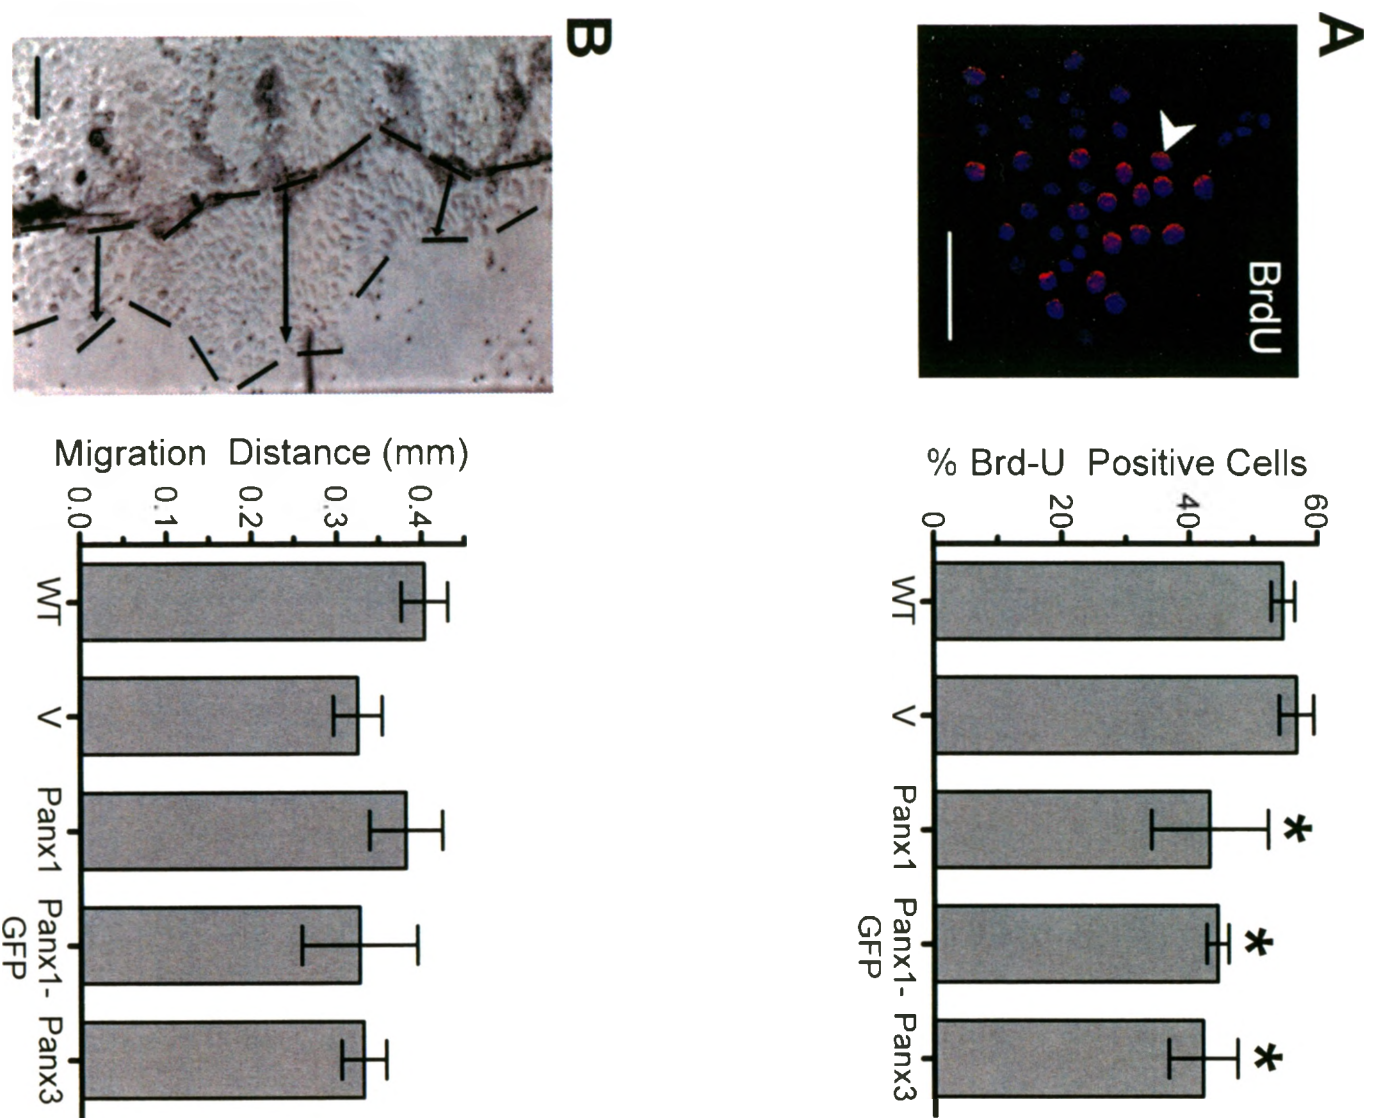 A
BrdU
% Brd-U Positive Cells
60
40
20
0
WT
V
Panx1
Panx1-
GFP
Panx3
*
*
*
B
Migration Distance (mm)
0.4
0.3
0.2
0.1
0.0
WT
V
Panx1
Panx1-
GFP
Panx3